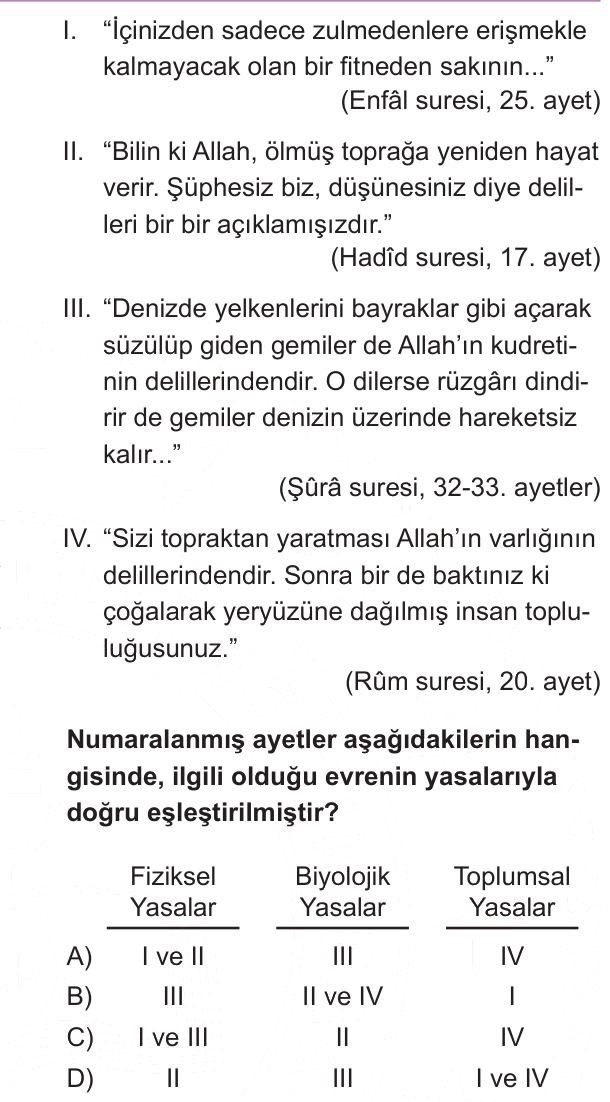 I. “İçinizden sadece zulmedenlere erişmekle
kalmayacak olan bir fitneden sakının...”
(Enfâl suresi, 25. ayet)
II. “Bilin ki Allah, ölmüş toprağa yeniden hayat
verir. Şüphesiz biz, düşünesiniz diye delil-
leri bir bir açıklamışızdır.”
(Hadîd suresi, 17. ayet)
III. “Denizde yelkenlerini bayraklar gibi açarak
süzülüp giden gemiler de Allah’ın kudreti-
nin delillerindendir. O dilerse rüzgârı dindi-
rir de gemiler denizin üzerinde hareketsiz
kalır...”
(Şûrâ suresi, 32-33. ayetler)
IV. “Sizi topraktan yaratması Allah’ın varlığının
delillerindendir. Sonra bir de baktınız ki
çoğalarak yeryüzüne dağılmış insan toplu-
luğusunuz.”
(Rûm suresi, 20. ayet)
Numaralanmış ayetler aşağıdakilerin han-
gisinde, ilgili olduğu evrenin yasalarıyla
doğru eşleştirilmiştir?
Fiziksel Biyolojik Toplumsal
Yasalar Yasalar Yasalar
A) I ve II III IV
B) III II ve IV I
C) I ve III II IV
D) II III I ve IV